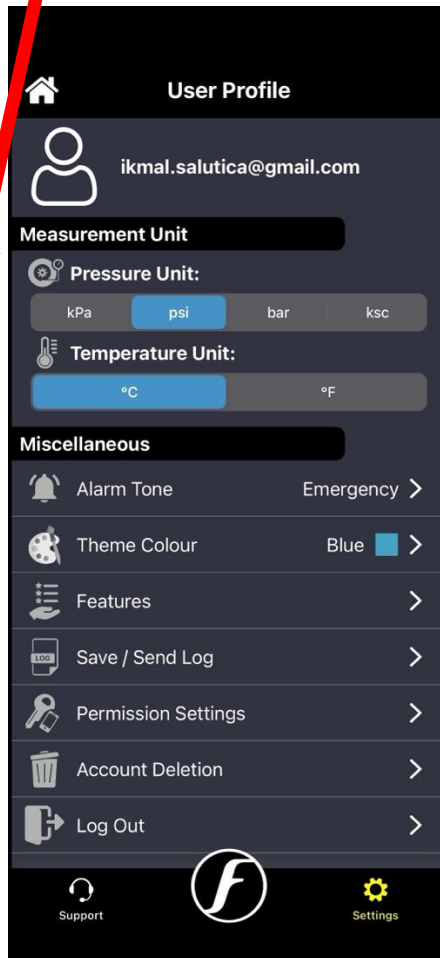 User Profile
ikmal.salutica@gmail.com
Measurement Unit
Pressure Unit:
kPa psi bar ksc
Temperature Unit:
°C °F
Miscellaneous
Alarm Tone Emergency
Theme Colour Blue
Features
LOG Save / Send Log
Permission Settings
Account Deletion
Log Out
f
Support Settings